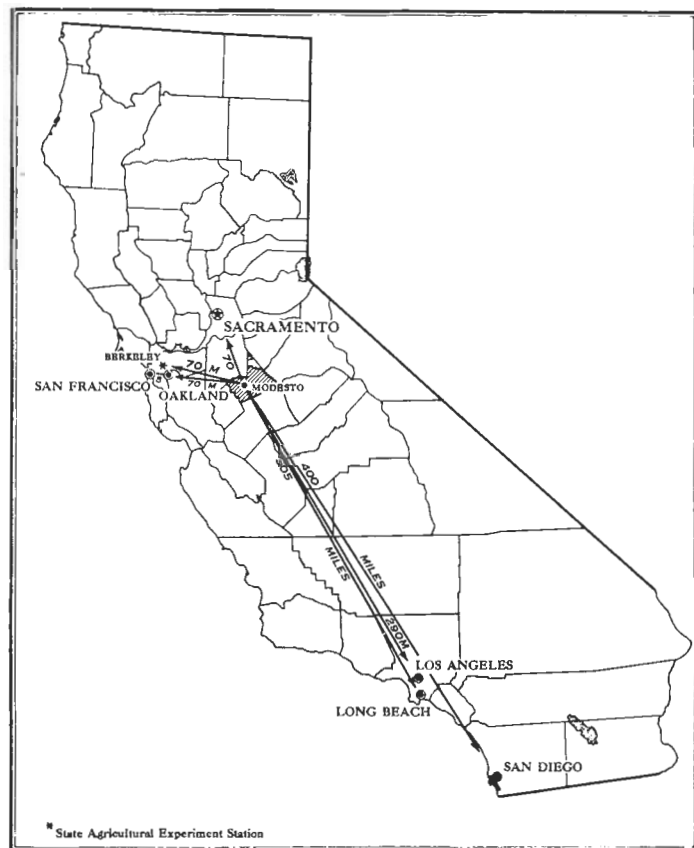 SACRAMENTO
BERKELEY *
70 M
70
SAN FRANCISCO
OAKLAND
70 M
MODESTO
305
400
MILES
MILES
290M
LOS ANGELES
LONG BEACH
SAN DIEGO
* State Agricultural Experiment Station